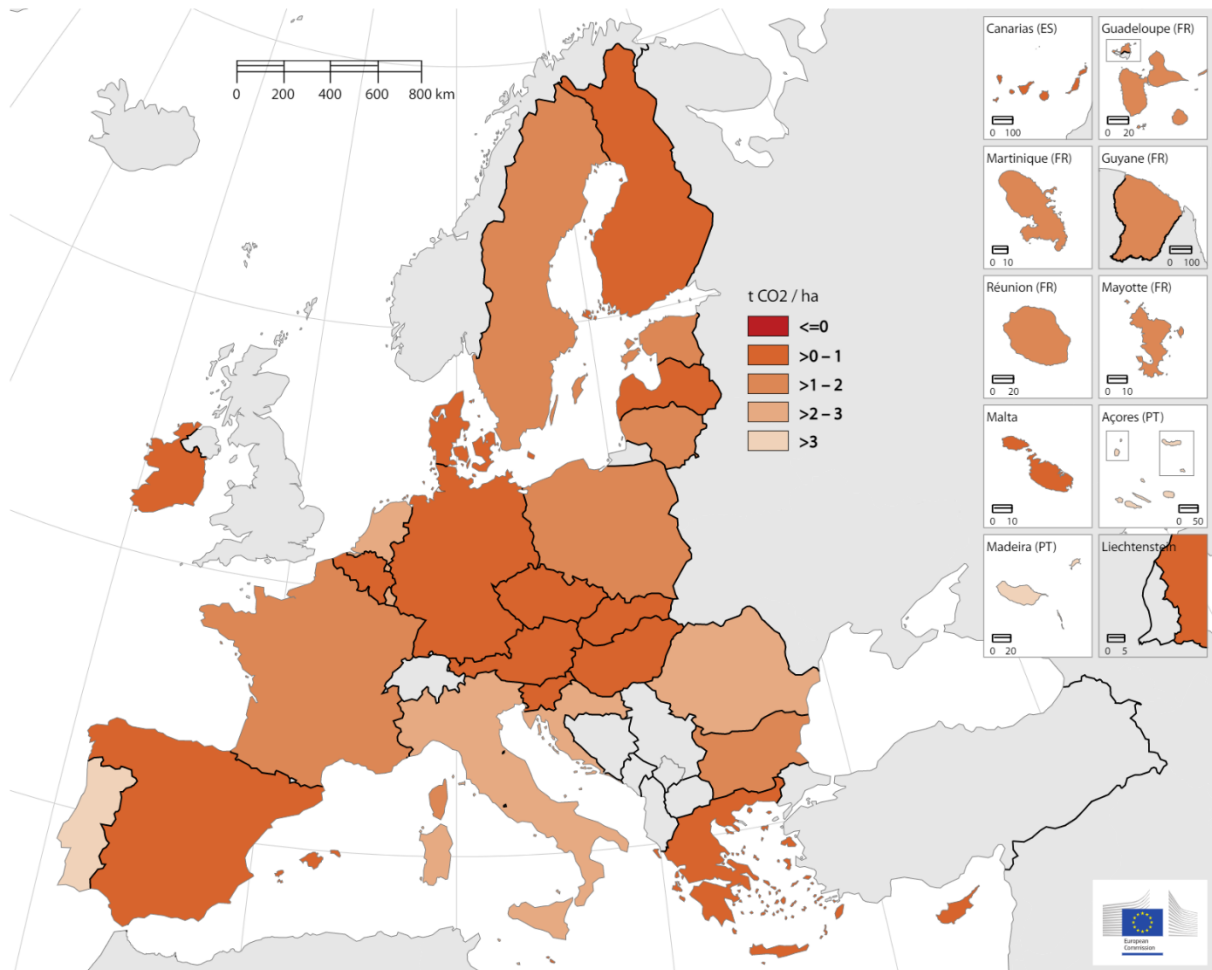 0 200 400 600 800 km
t CO2 / ha
<=0
>0 – 1
>1 – 2
>2 – 3
>3
Canarias (ES)
0 100
Guadeloupe (FR)
0 20
Martinique (FR)
0 10
Guyane (FR)
0 100
Réunion (FR)
0 20
Mayotte (FR)
0 10
Malta
0 10
Açores (PT)
0 50
Madeira (PT)
0 20
Liechtenstein
0 5
European
Commission